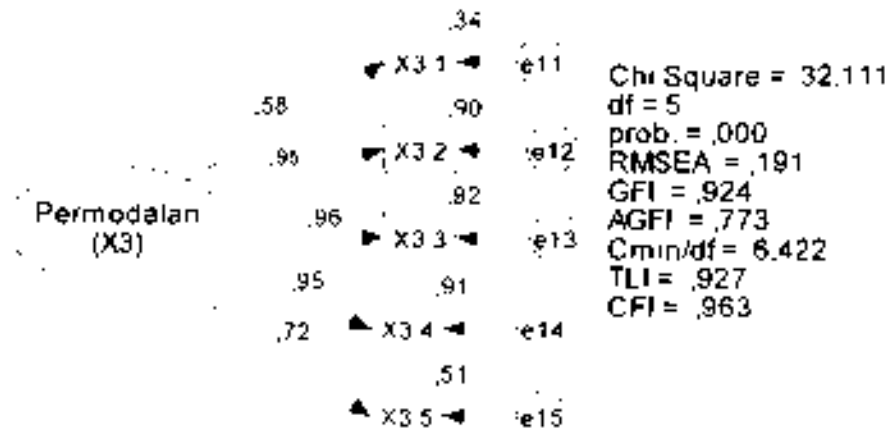 ,34
X3 1
e11
,58
,90
,95
X3 2
e12
,92
Permodalan
(X3)
,96
X3 3
e13
,95
,91
,72
X3 4
e14
,51
X3 5
e15
Chi Square = 32.111
df = 5
prob. = ,000
RMSEA = ,191
GFI = ,924
AGFI = ,773
Cmin/df = 6.422
TLI = ,927
CFI = ,963